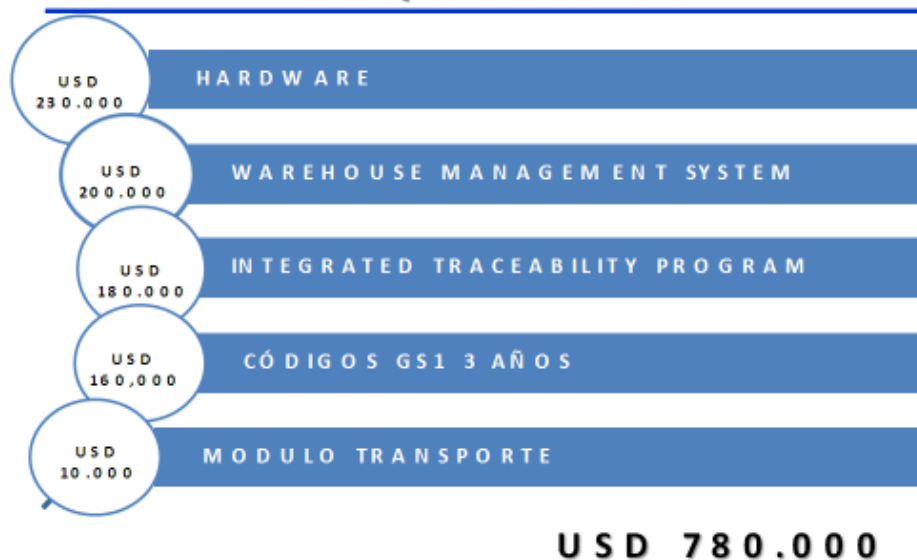 USD
230.000
HARDWARE
USD
200.000
WAREHOUSE MANAGEMENT SYSTEM
USD
180.000
INTEGRATED TRACEABILITY PROGRAM
USD
160,000
CÓDIGOS GS1 3 AÑOS
USD
10.000
MODULO TRANSPORTE
USD 780.000